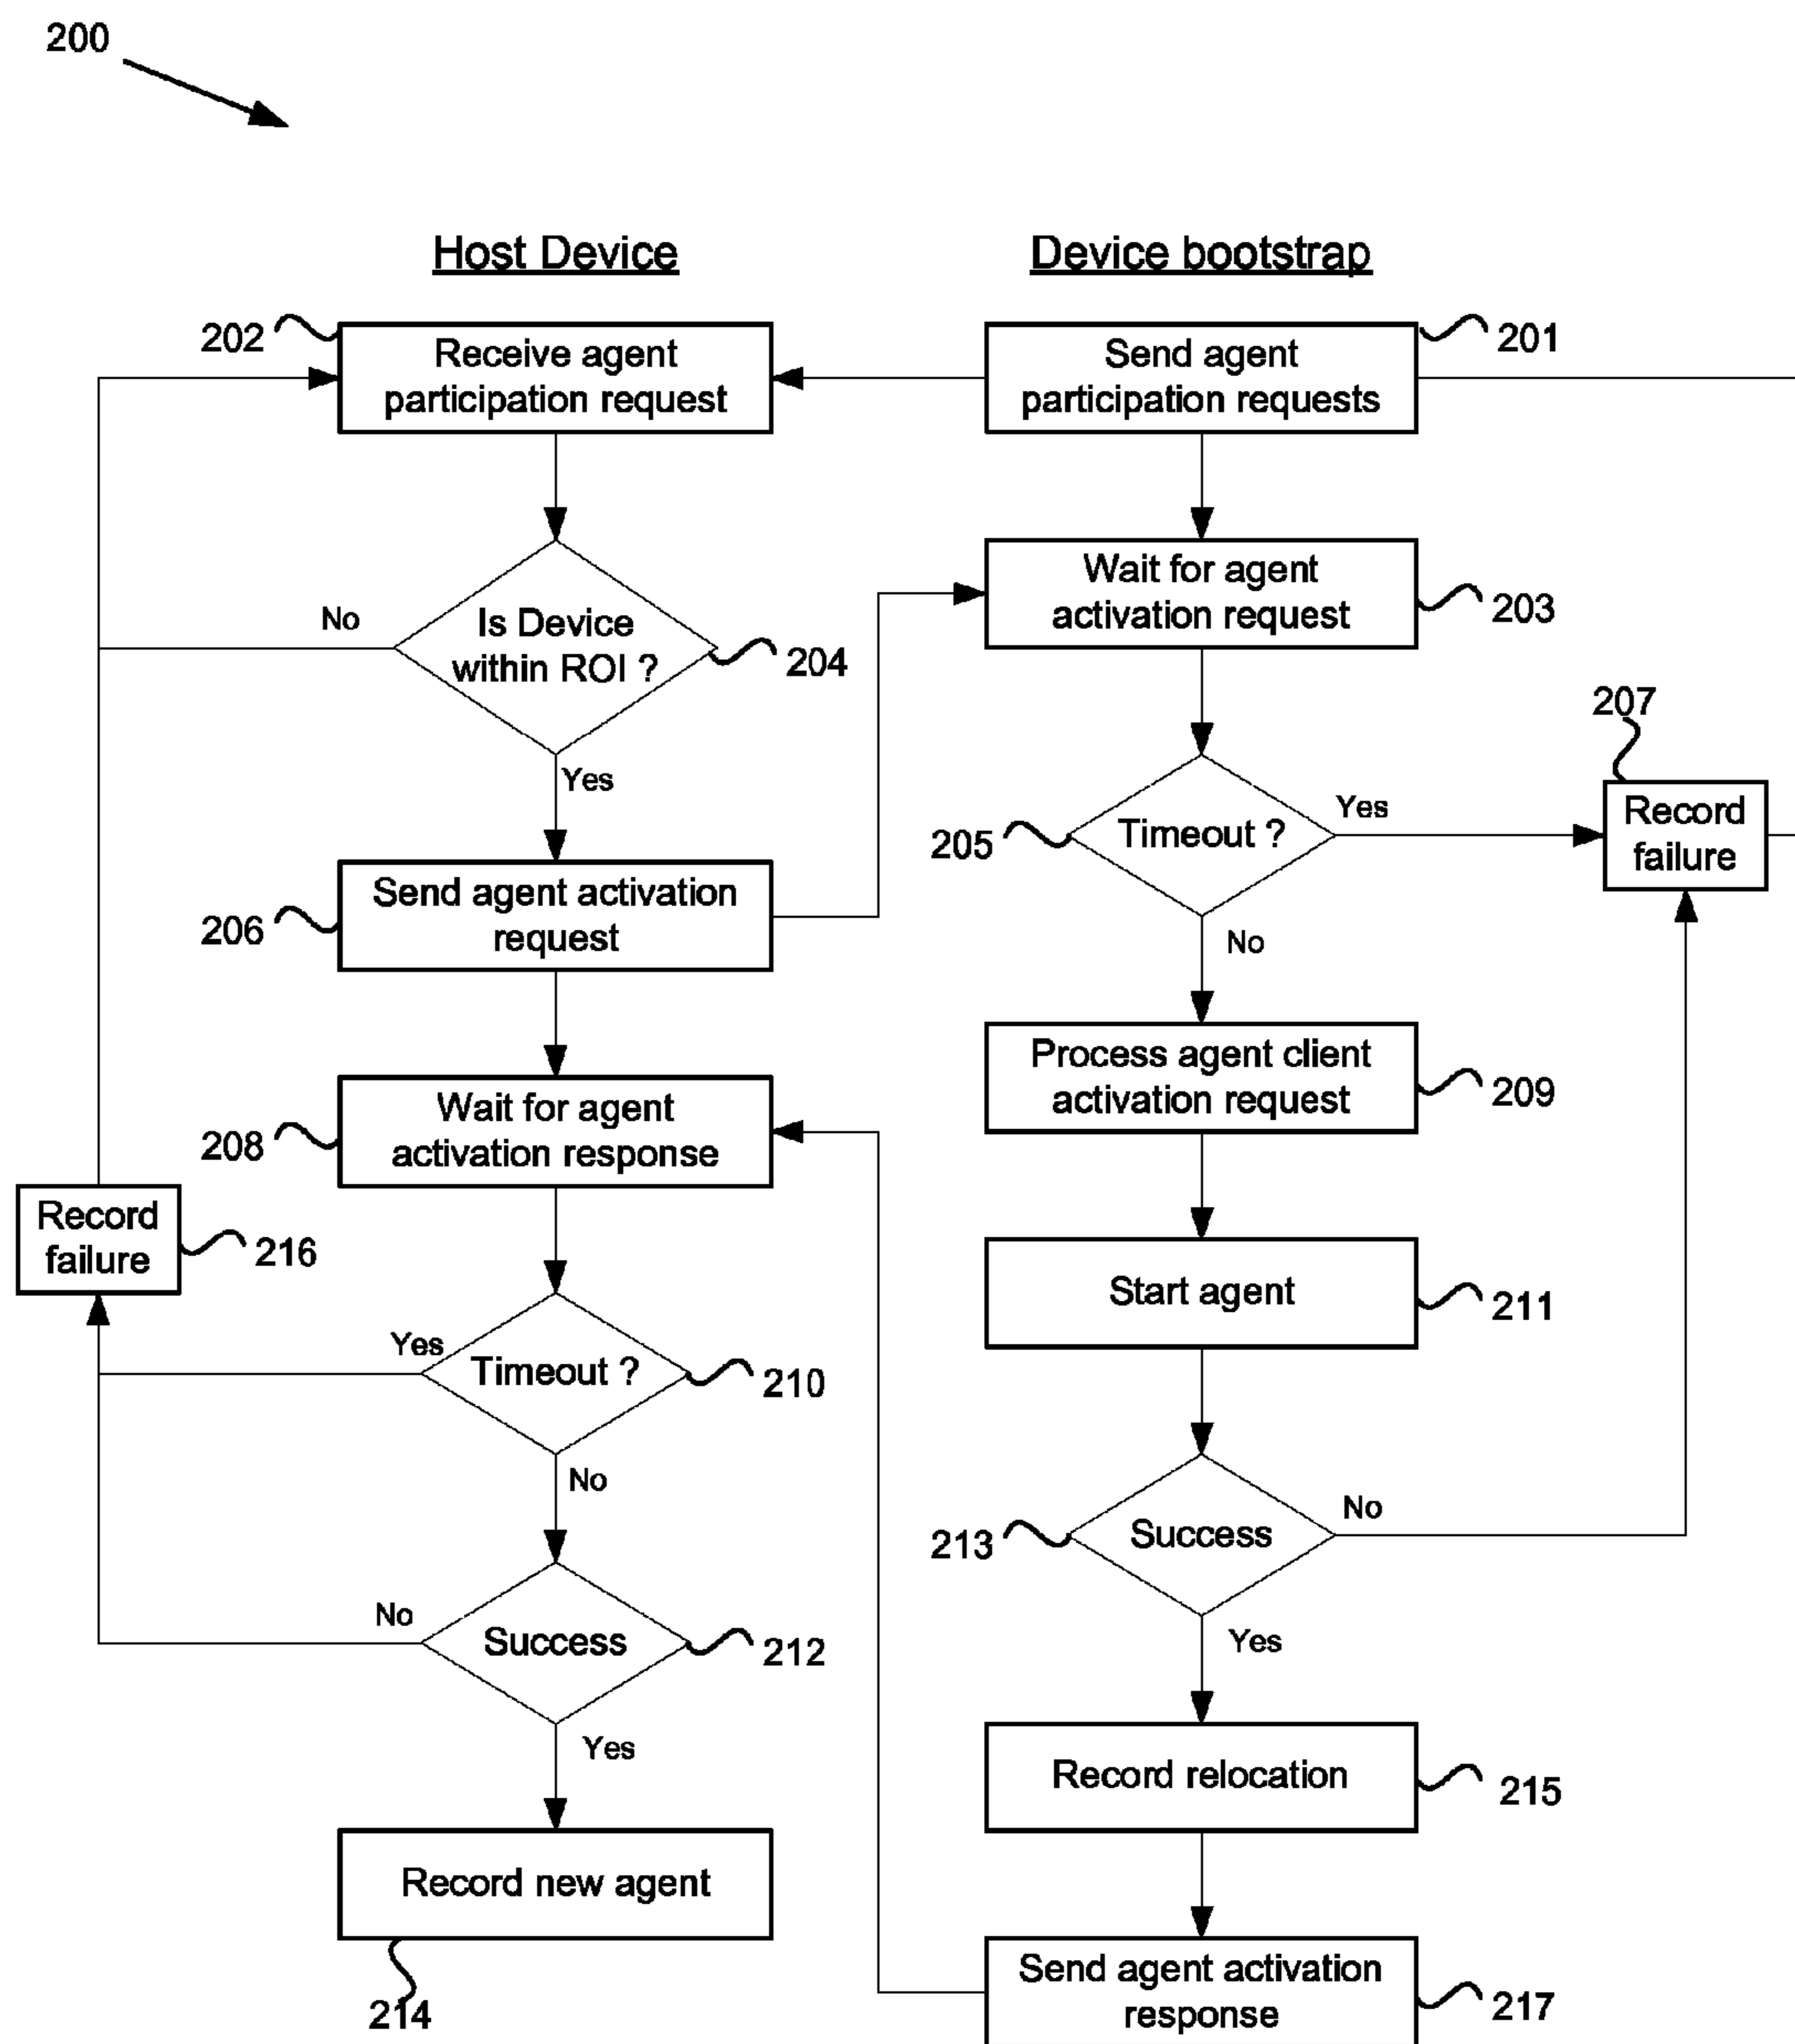 200
Host Device
Device bootstrap
202
Receive agent
participation request
Send agent
participation requests
201
Wait for agent
activation request
203
No
Is Device
within ROI ?
204
Yes
207
Record
failure
205
Timeout ?
Yes
No
206
Send agent activation
request
Process agent client
activation request
209
208
Wait for agent
activation response
Record
failure
216
Start agent
211
Yes
Timeout ?
210
No
213
Success
No
Yes
No
Success
212
Yes
Record relocation
215
Record new agent
214
Send agent activation
response
217